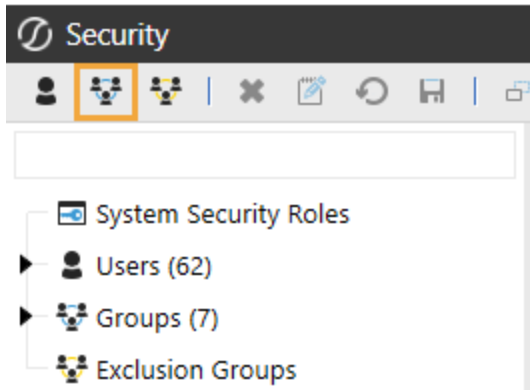 Security
System Security Roles
Users (62)
Groups (7)
Exclusion Groups